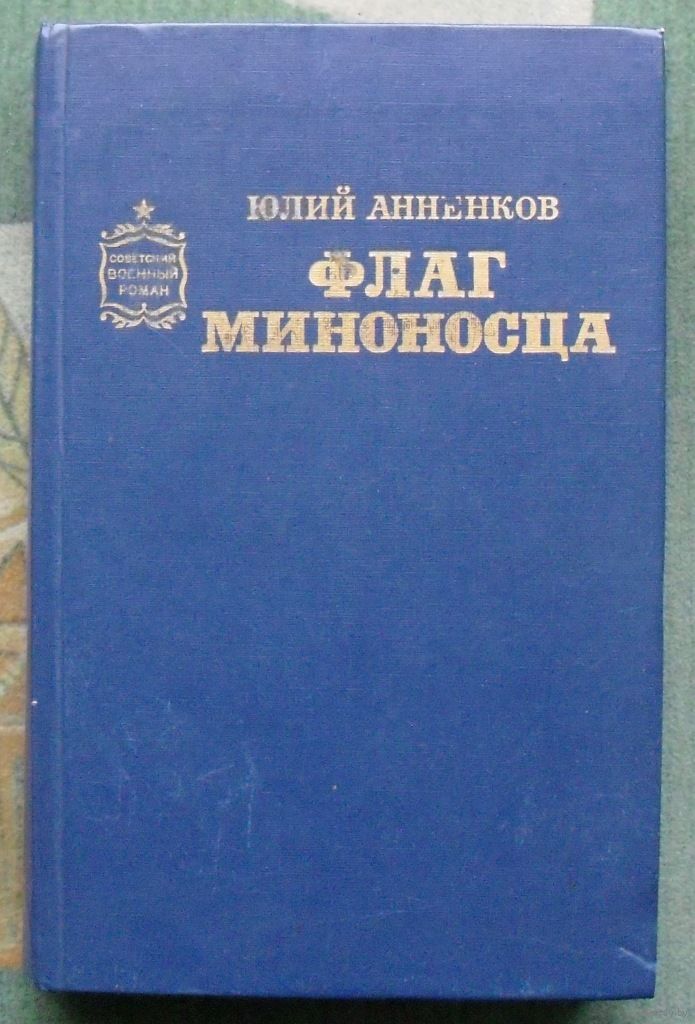 ЮЛИЙ АННЕНКОВ
ФЛАГ
МИНОНОСЦА
СОВЕТСКИЙ
ВОЕННЫЙ
РОМАН